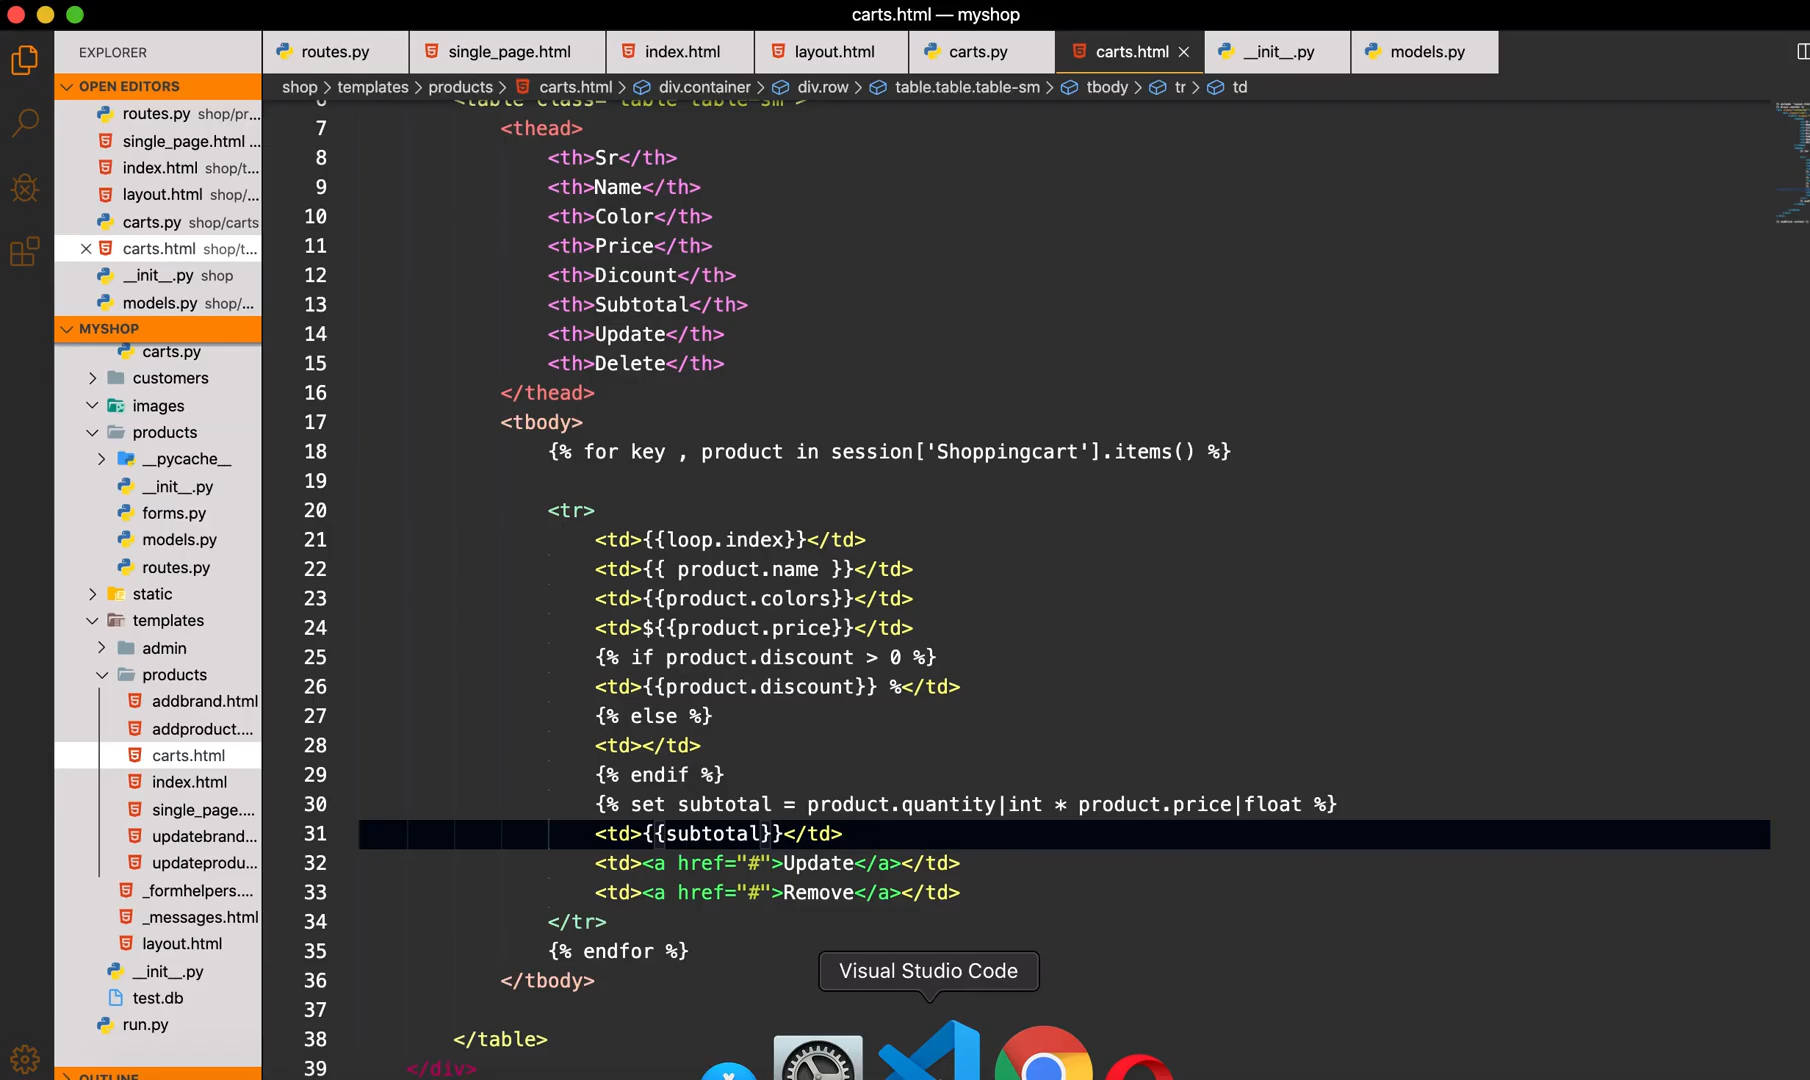 carts.html — myshop
EXPLORER
routes.py
single_page.html
index.html
layout.html
carts.py
carts.html
__init__.py
models.py
OPEN EDITORS
shop > templates > products > carts.html > div.container > div.row > table.table.table-sm > tbody > tr > td
routes.py shop/pr...
single_page.html ...
index.html shop/t...
layout.html shop/...
carts.py shop/carts
carts.html shop/t...
__init__.py shop
models.py shop/...
MYSHOP
carts.py
customers
images
products
__pycache__
__init__.py
forms.py
models.py
routes.py
static
templates
admin
products
addbrand.html
addproduct....
carts.html
index.html
single_page....
updatebrand...
updateprodu...
_formhelpers....
_messages.html
layout.html
__init__.py
test.db
run.py
OUTLINE
6 <table class="table table-sm">
7 <thead>
8 <th>Sr</th>
9 <th>Name</th>
10 <th>Color</th>
11 <th>Price</th>
12 <th>Dicount</th>
13 <th>Subtotal</th>
14 <th>Update</th>
15 <th>Delete</th>
16 </thead>
17 <tbody>
18 {% for key , product in session['Shoppingcart'].items() %}
19
20 <tr>
21 <td>{{loop.index}}</td>
22 <td>{{ product.name }}</td>
23 <td>{{product.colors}}</td>
24 <td>${{product.price}}</td>
25 {% if product.discount > 0 %}
26 <td>{{product.discount}} %</td>
27 {% else %}
28 <td></td>
29 {% endif %}
30 {% set subtotal = product.quantity|int * product.price|float %}
31 <td>{{subtotal}}</td>
32 <td><a href="#">Update</a></td>
33 <td><a href="#">Remove</a></td>
34 </tr>
35 {% endfor %}
36 </tbody>
37
38 </table>
39 </div>
Visual Studio Code